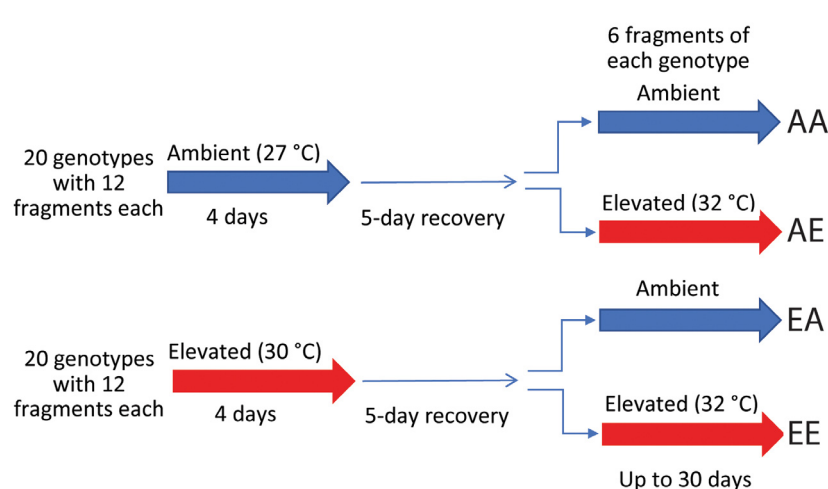 6 fragments of
each genotype
Ambient
AA
20 genotypes
with 12
fragments each
Ambient (27 °C)
4 days
5-day recovery
Elevated (32 °C)
AE
Ambient
EA
20 genotypes
with 12
fragments each
Elevated (30 °C)
4 days
5-day recovery
Elevated (32 °C)
EE
Up to 30 days